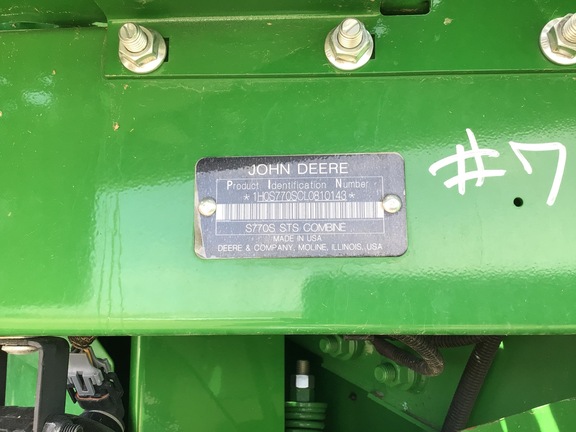 JOHN DEERE
Product Identification Number
*1H0S770SCL0810143*
S770S STS COMBINE
MADE IN USA
DEERE & COMPANY, MOLINE, ILLINOIS, USA
#7